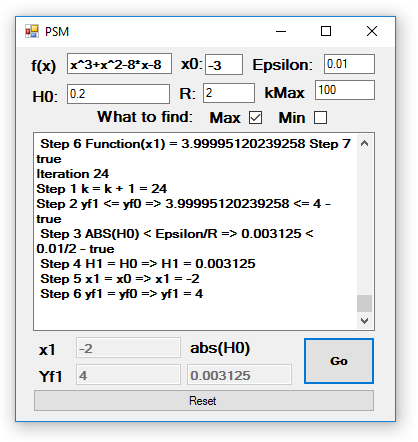 PSM
f(x) x^3+x^2-8*x-8 x0: -3 Epsilon: 0.01
H0: 0.2 R: 2 kMax 100
What to find: Max Min
Step 6 Function(x1) = 3.99995120239258 Step 7
true
Iteration 24
Step 1 k = k + 1 = 24
Step 2 yf1 <= yf0 => 3.99995120239258 <= 4 -
true
Step 3 ABS(H0) < Epsilon/R => 0.003125 <
0.01/2 - true
Step 4 H1 = H0 => H1 = 0.003125
Step 5 x1 = x0 => x1 = -2
Step 6 yf1 = yf0 => yf1 = 4
x1 -2 abs(H0)
Yf1 4 0.003125
Go
Reset